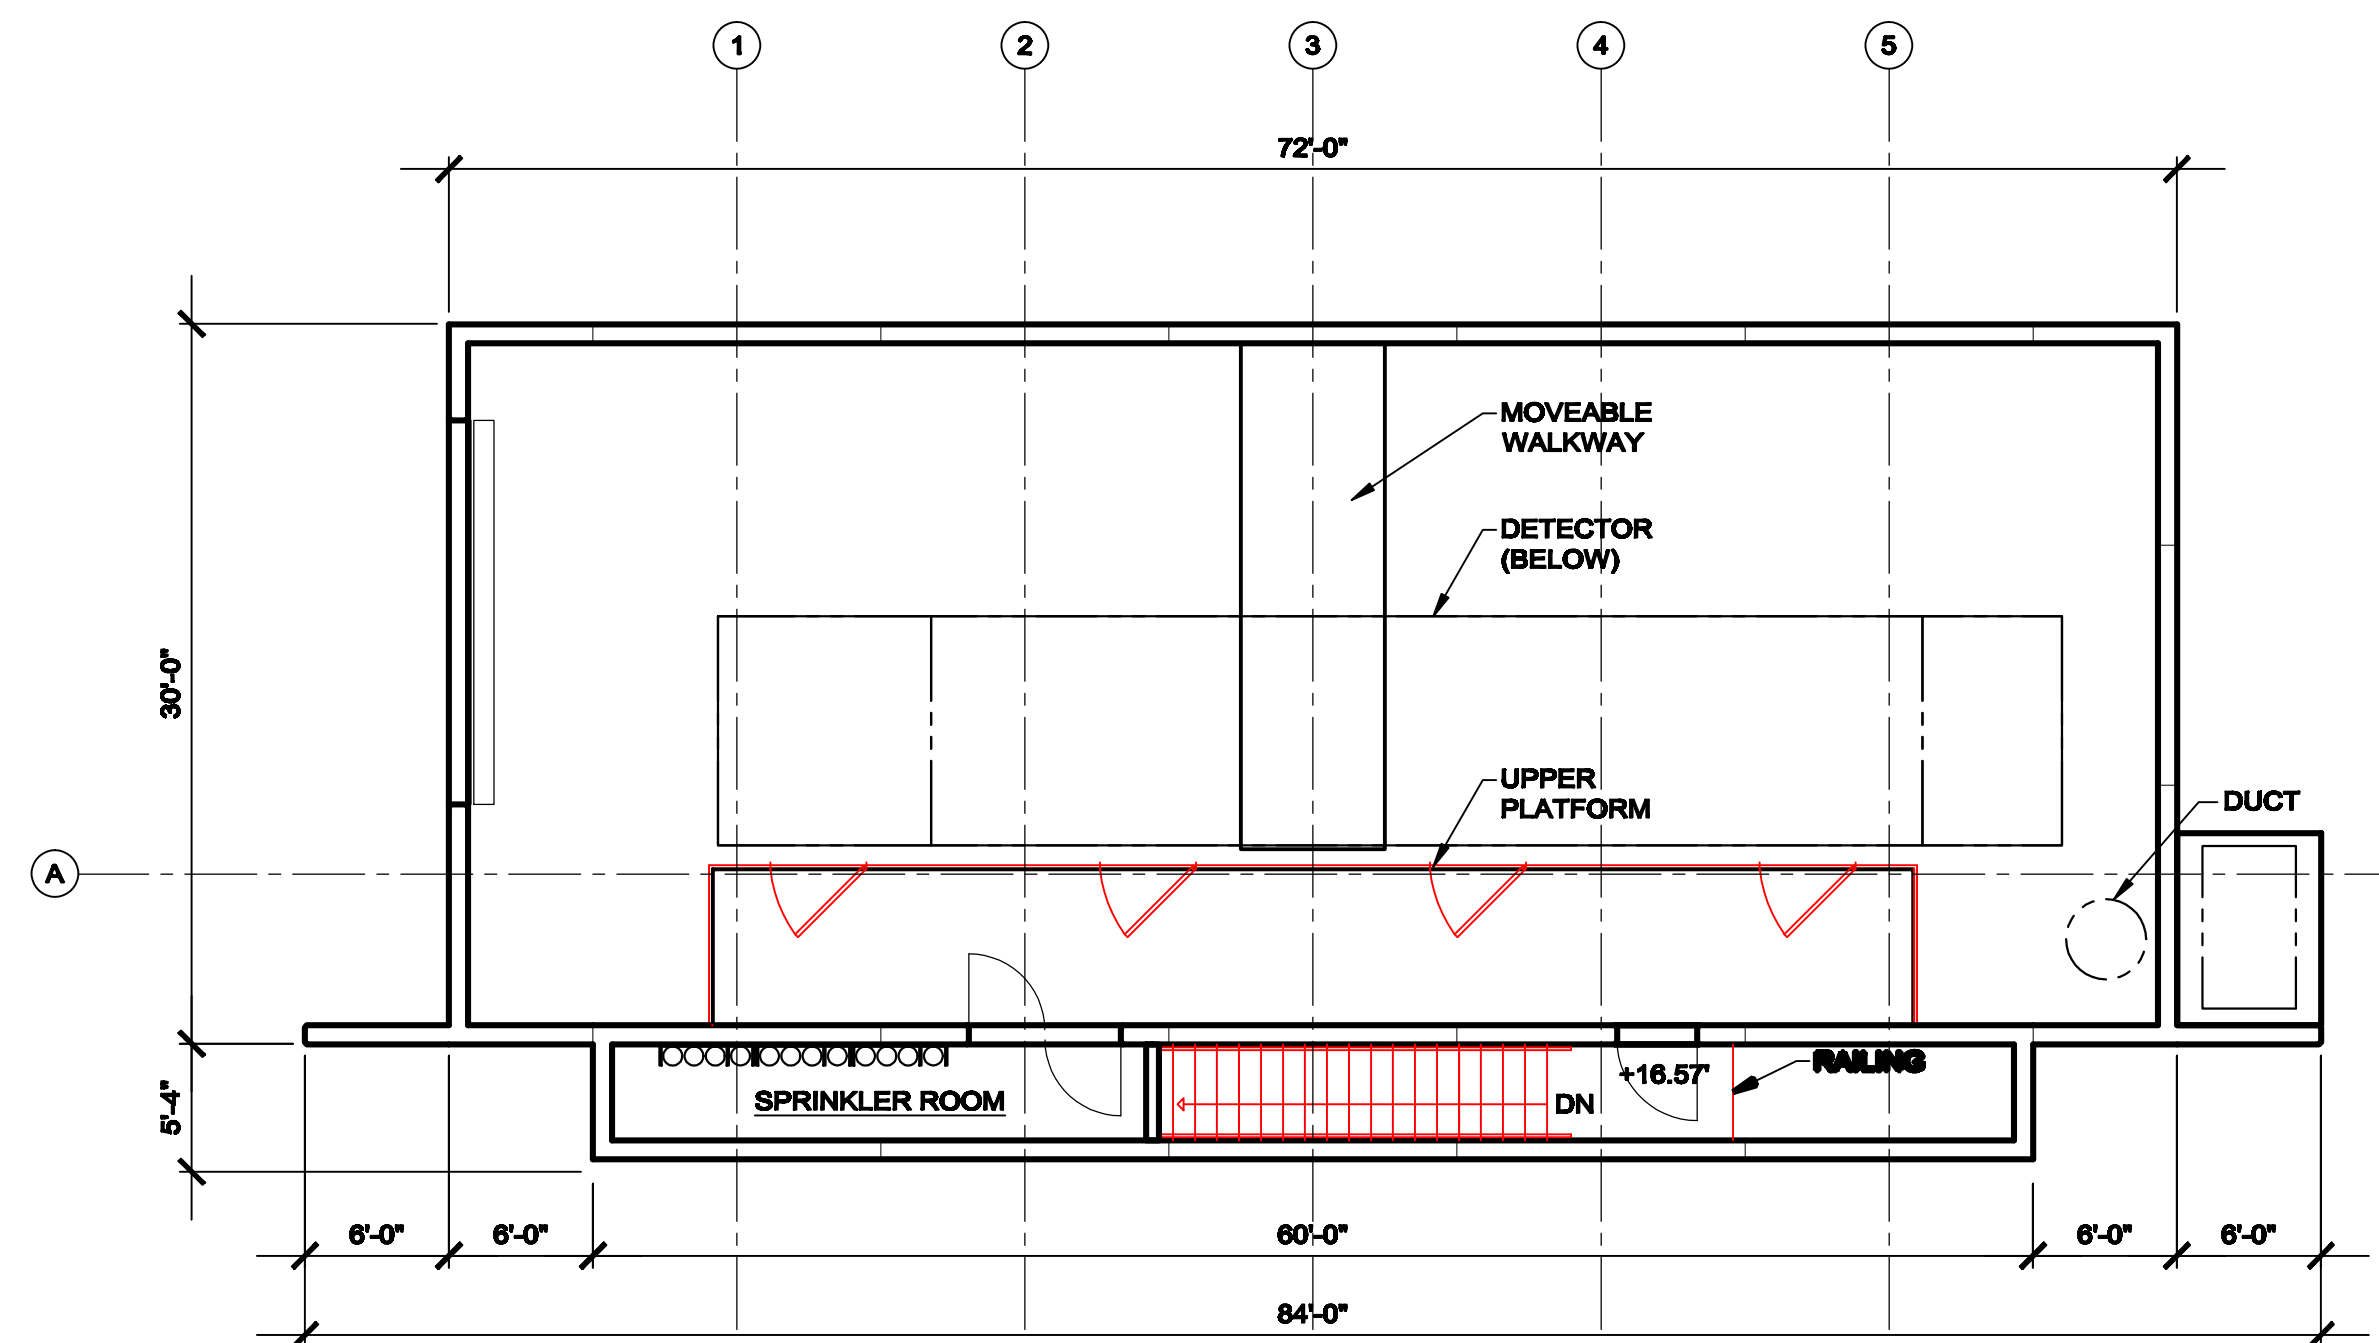 1 2 3 4 5
72'-0"
MOVEABLE
WALKWAY
DETECTOR
(BELOW)
30'-0"
UPPER
PLATFORM
DUCT
A
RAILING
+16.57'
5'-4"
SPRINKLER ROOM
DN
6'-0" 6'-0" 60'-0" 6'-0" 6'-0"
84'-0"